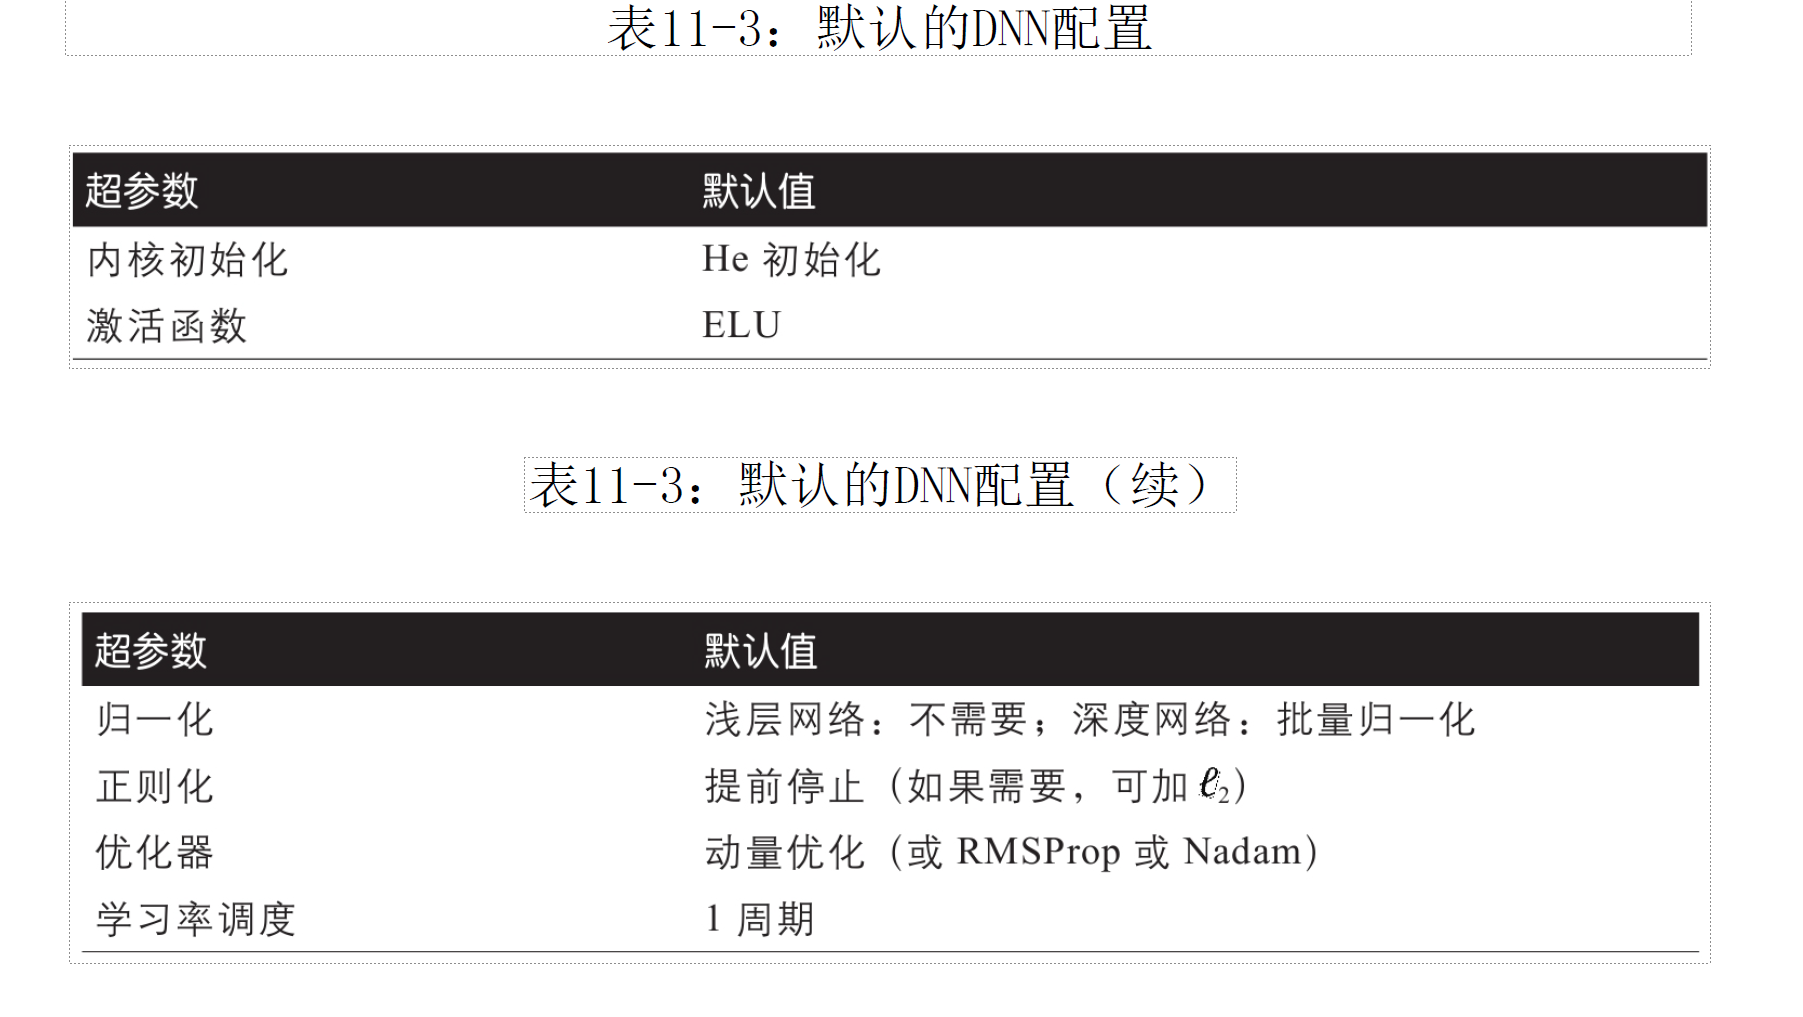 表11-3：默认的DNN配置
超参数 默认值
内核初始化 He 初始化
激活函数 ELU
表11-3：默认的DNN配置（续）
超参数 默认值
归一化 浅层网络：不需要；深度网络：批量归一化
正则化 提前停止（如果需要，可加 ℓ₂）
优化器 动量优化（或 RMSProp 或 Nadam）
学习率调度 1 周期